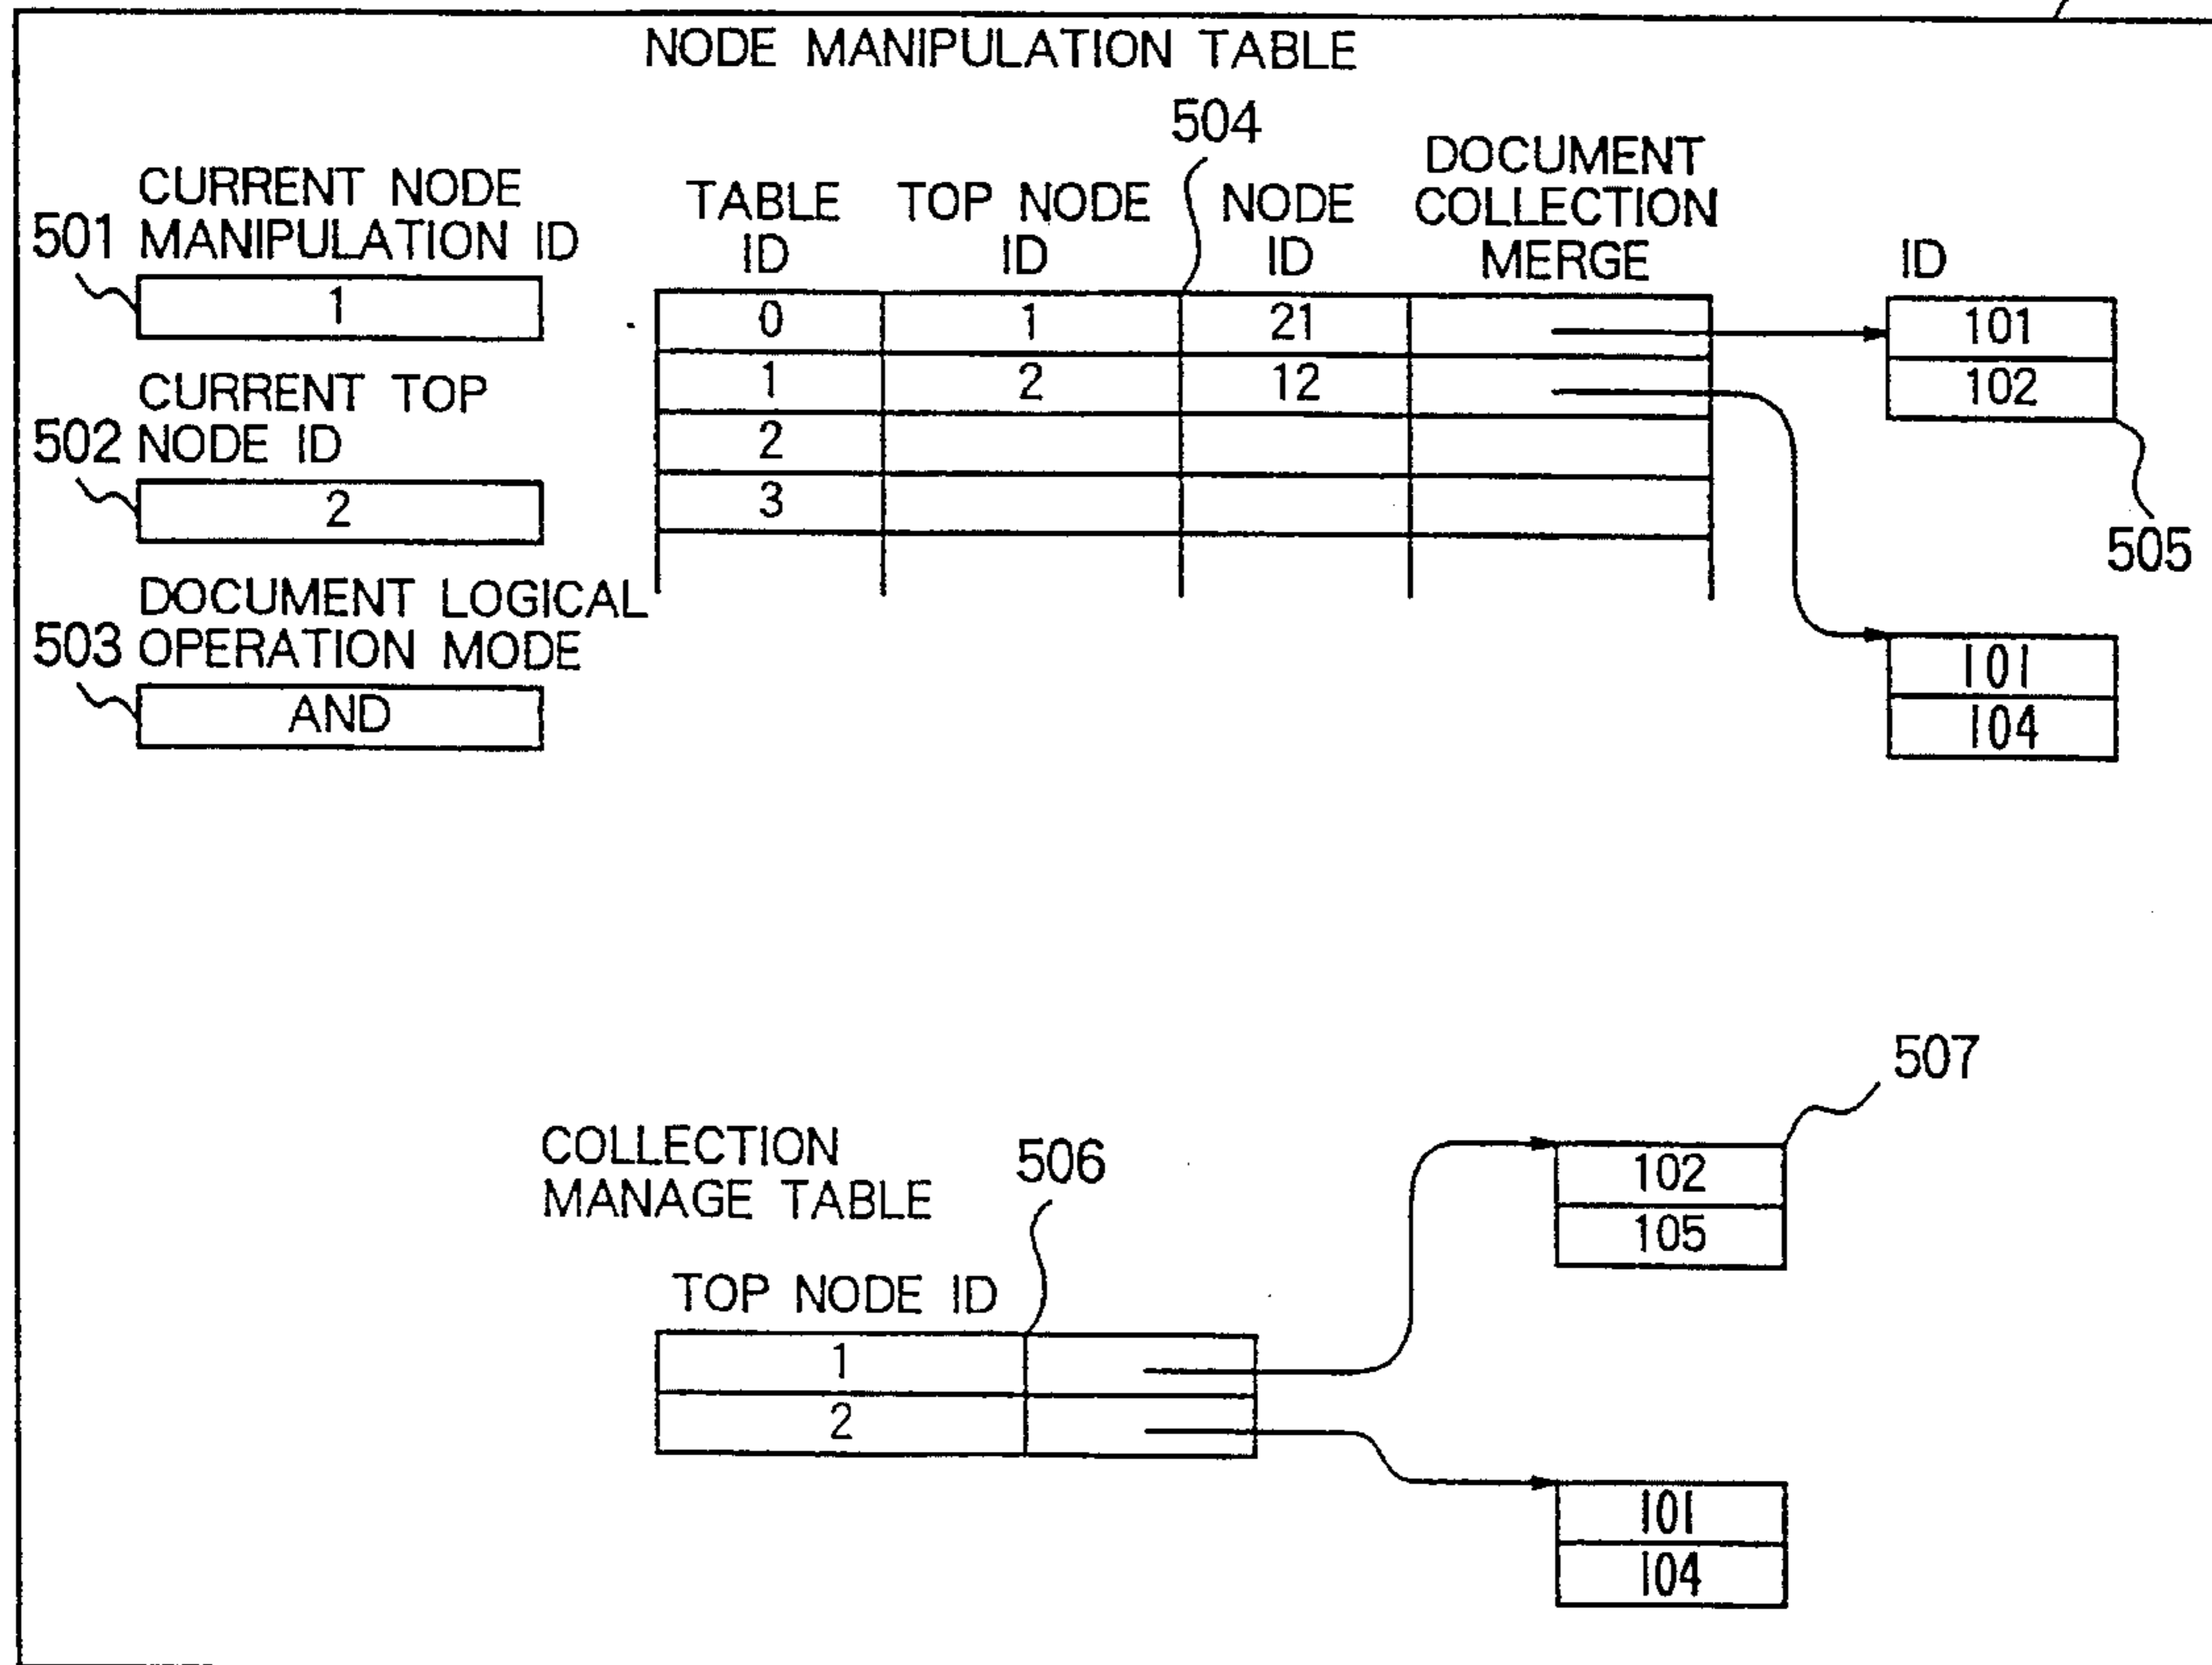 NODE MANIPULATION TABLE
504
CURRENT NODE
501 MANIPULATION ID
1
CURRENT TOP
502 NODE ID
2
DOCUMENT LOGICAL
503 OPERATION MODE
AND
TABLE ID TOP NODE ID NODE ID DOCUMENT COLLECTION MERGE
0 1 21
1 2 12
2
3
ID
101
102
505
101
104
COLLECTION
MANAGE TABLE
506
TOP NODE ID
1
2
507
102
105
101
104